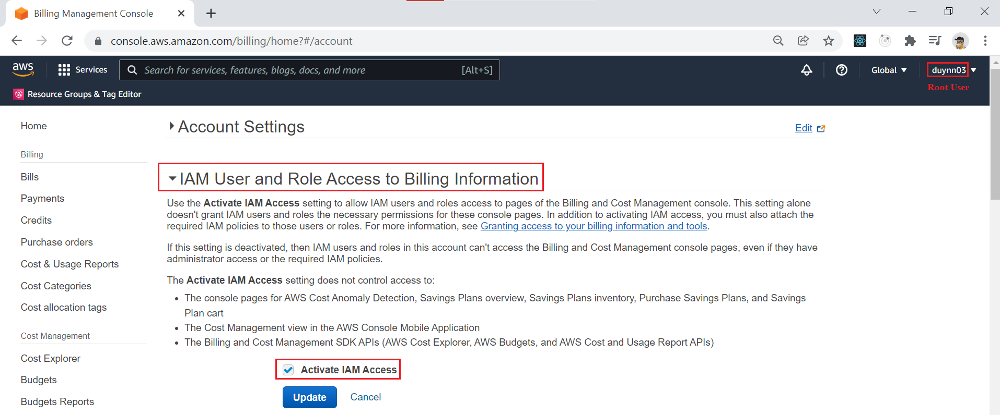 Billing Management Console
console.aws.amazon.com/billing/home?#/account
aws
Services
Search for services, features, blogs, docs, and more
[Alt+S]
Global
duynn03
Root User
Resource Groups & Tag Editor
Home
Billing
Bills
Payments
Credits
Purchase orders
Cost & Usage Reports
Cost Categories
Cost allocation tags
Cost Management
Cost Explorer
Budgets
Budgets Reports
Account Settings
Edit
IAM User and Role Access to Billing Information
Use the Activate IAM Access setting to allow IAM users and roles access to pages of the Billing and Cost Management console. This setting alone
doesn't grant IAM users and roles the necessary permissions for these console pages. In addition to activating IAM access, you must also attach the
required IAM policies to those users or roles. For more information, see Granting access to your billing information and tools.
If this setting is deactivated, then IAM users and roles in this account can't access the Billing and Cost Management console pages, even if they have
administrator access or the required IAM policies.
The Activate IAM Access setting does not control access to:
• The console pages for AWS Cost Anomaly Detection, Savings Plans overview, Savings Plans inventory, Purchase Savings Plans, and Savings
Plan cart
• The Cost Management view in the AWS Console Mobile Application
• The Billing and Cost Management SDK APIs (AWS Cost Explorer, AWS Budgets, and AWS Cost and Usage Report APIs)
Activate IAM Access
Update
Cancel